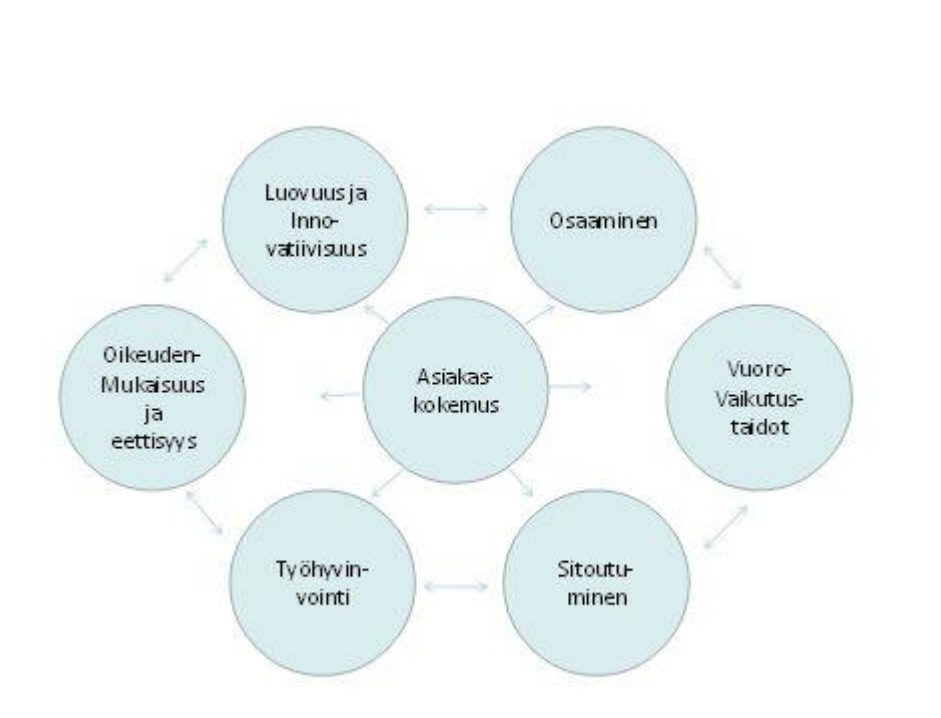 Luovuus ja
Inno-
vatiivisuus
Osaaminen
Oikeuden-
Mukaisuus
ja
eettisyys
Asiakas-
kokemus
Vuoro-
Vaikutus-
taidot
Työhyvin-
vointi
Sitoutu-
minen